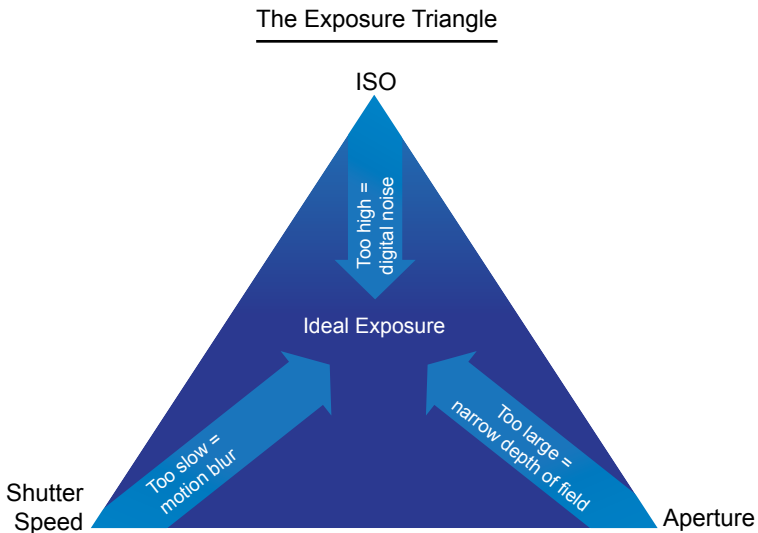 The Exposure Triangle
ISO
Too high =
digital noise
Ideal Exposure
Too slow =
motion blur
Too large =
narrow depth of field
Shutter
Speed
Aperture